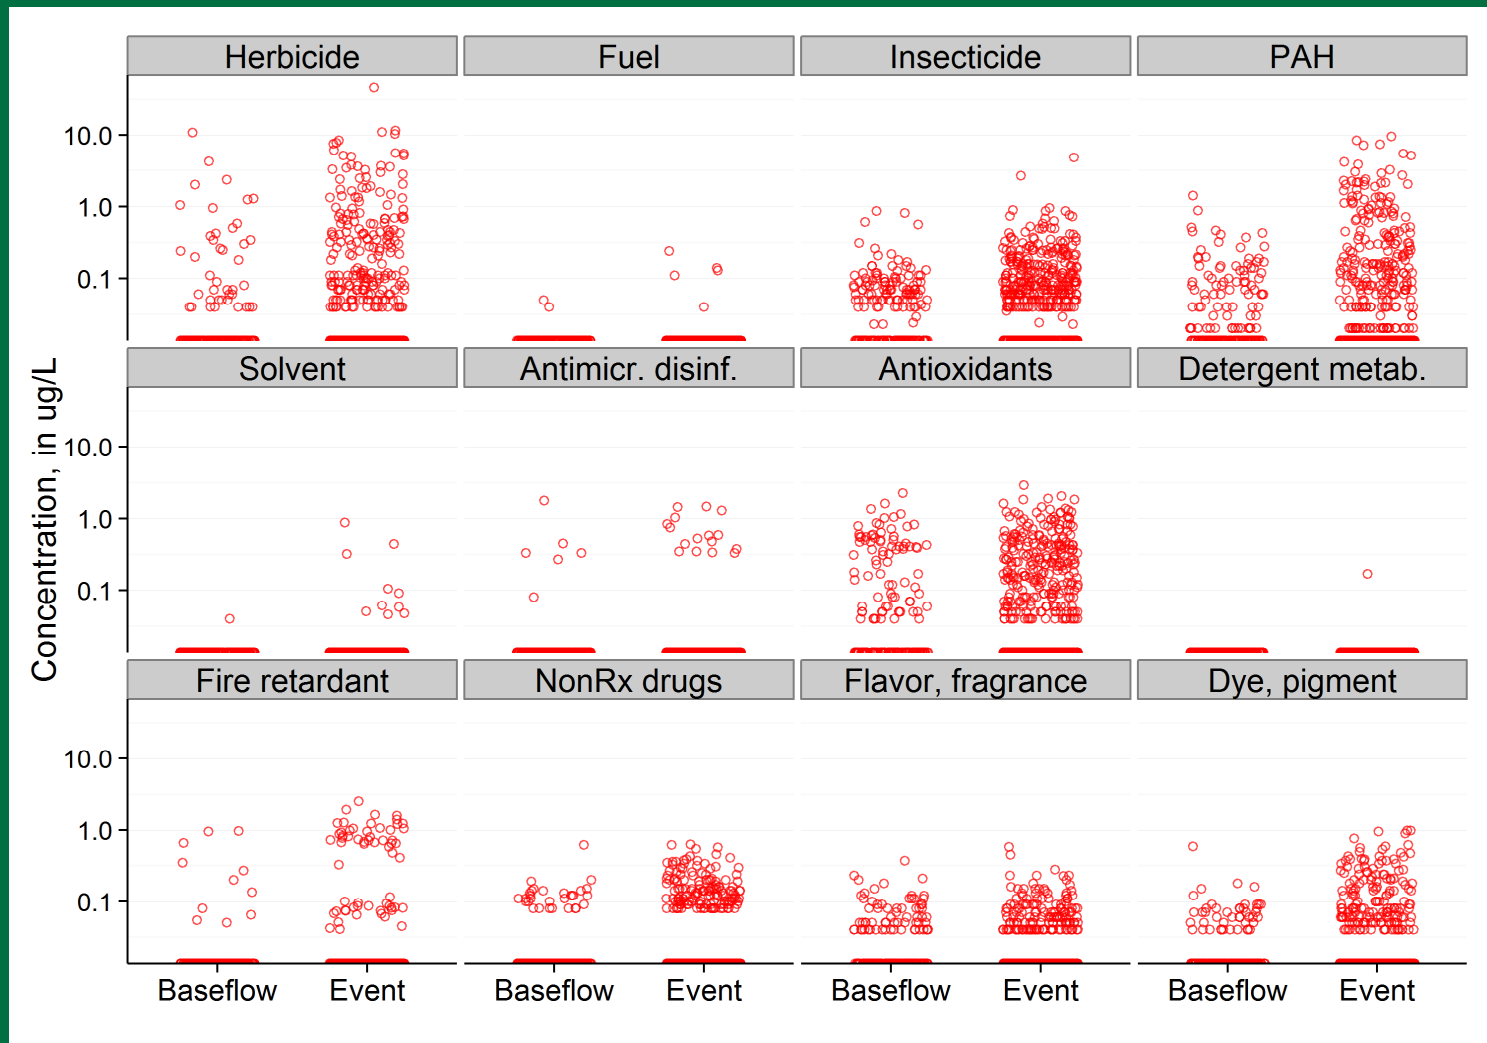 Herbicide Fuel Insecticide PAH
10.0
1.0
0.1
Solvent Antimicr. disinf. Antioxidants Detergent metab.
10.0
1.0
0.1
Concentration, in ug/L
Fire retardant NonRx drugs Flavor, fragrance Dye, pigment
10.0
1.0
0.1
Baseflow Event Baseflow Event Baseflow Event Baseflow Event